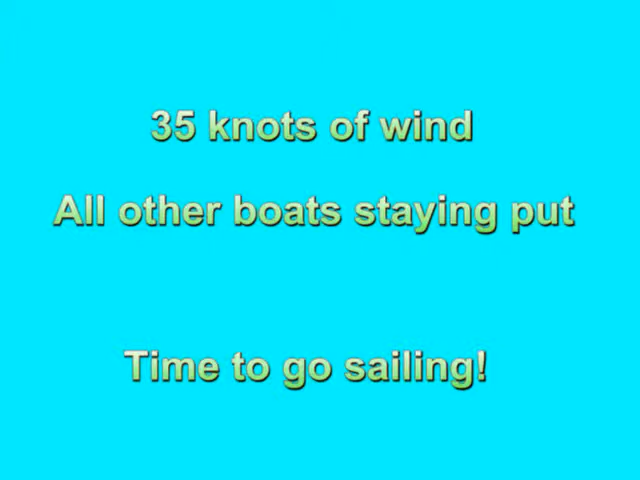 35 knots of wind
All other boats staying put
Time to go sailing!